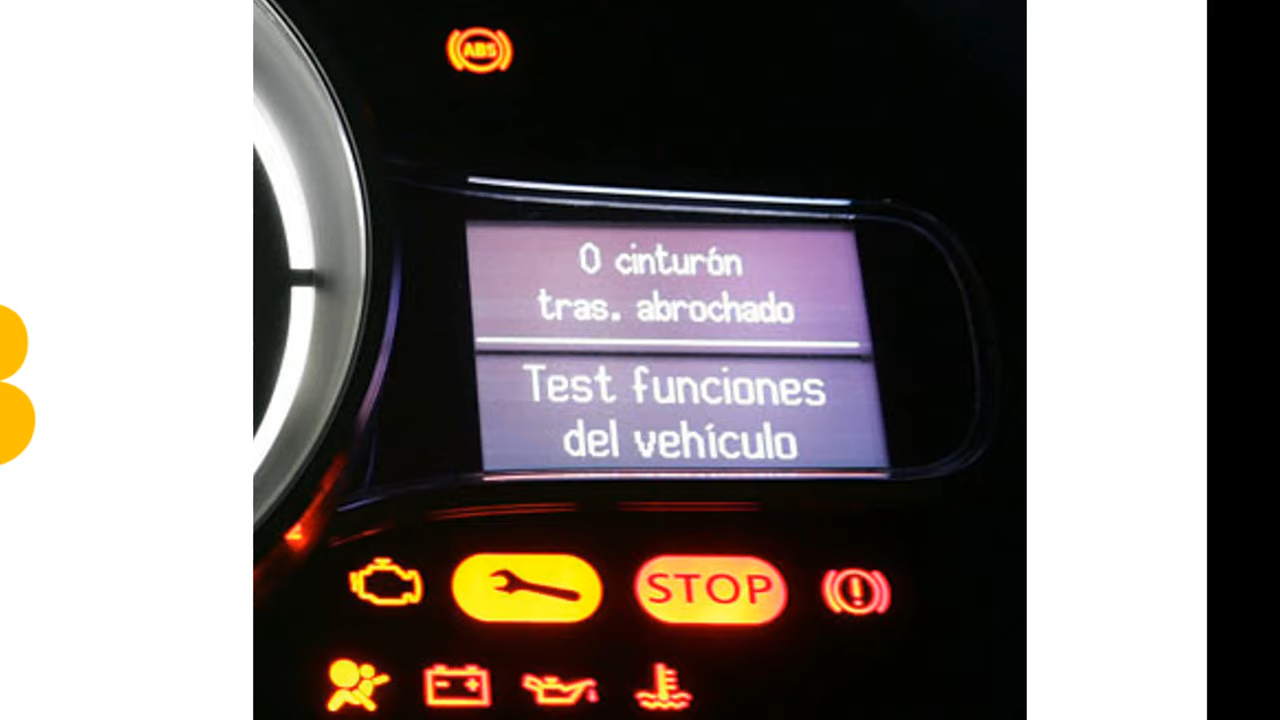 ABS
0 cinturón
tras. abrochado
Test funciones
del vehículo
STOP